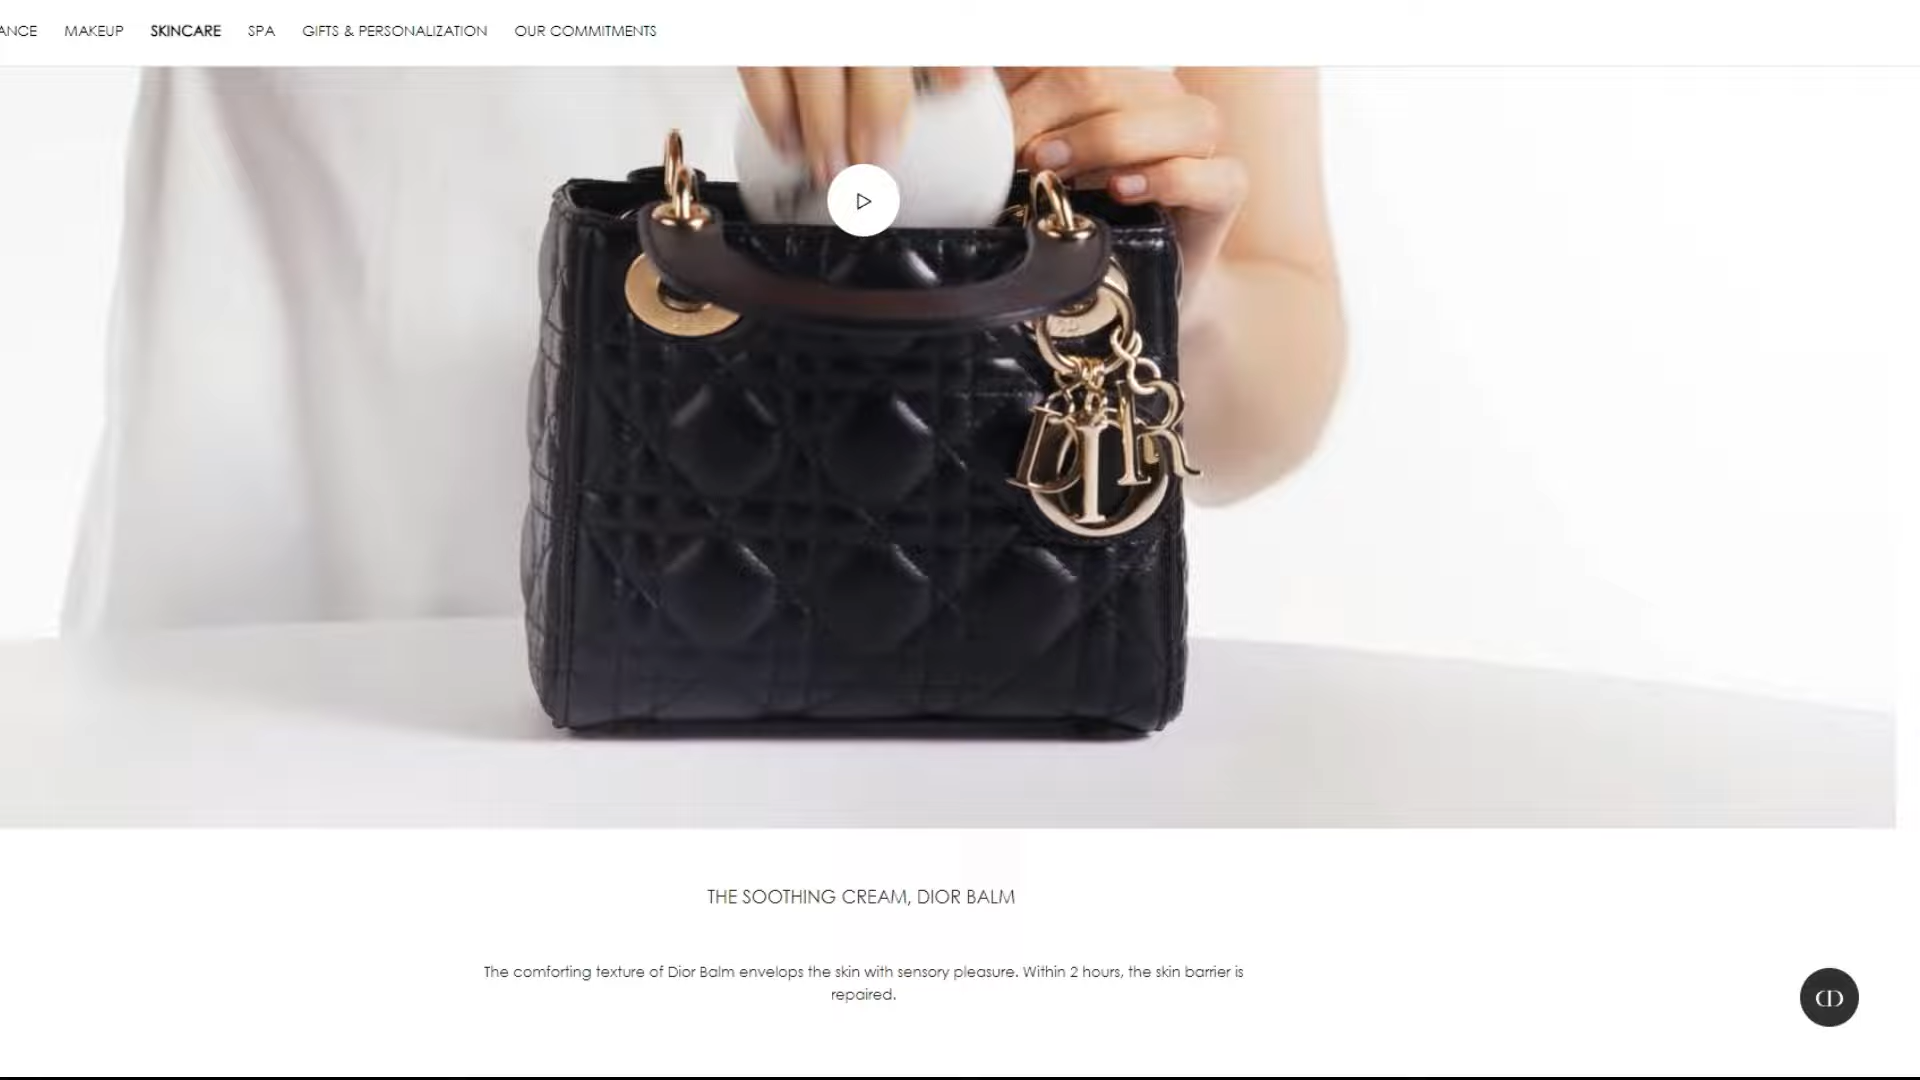 ANCE MAKEUP SKINCARE SPA GIFTS & PERSONALIZATION OUR COMMITMENTS
DIOR
THE SOOTHING CREAM, DIOR BALM
The comforting texture of Dior Balm envelops the skin with sensory pleasure. Within 2 hours, the skin barrier is
repaired.
CD